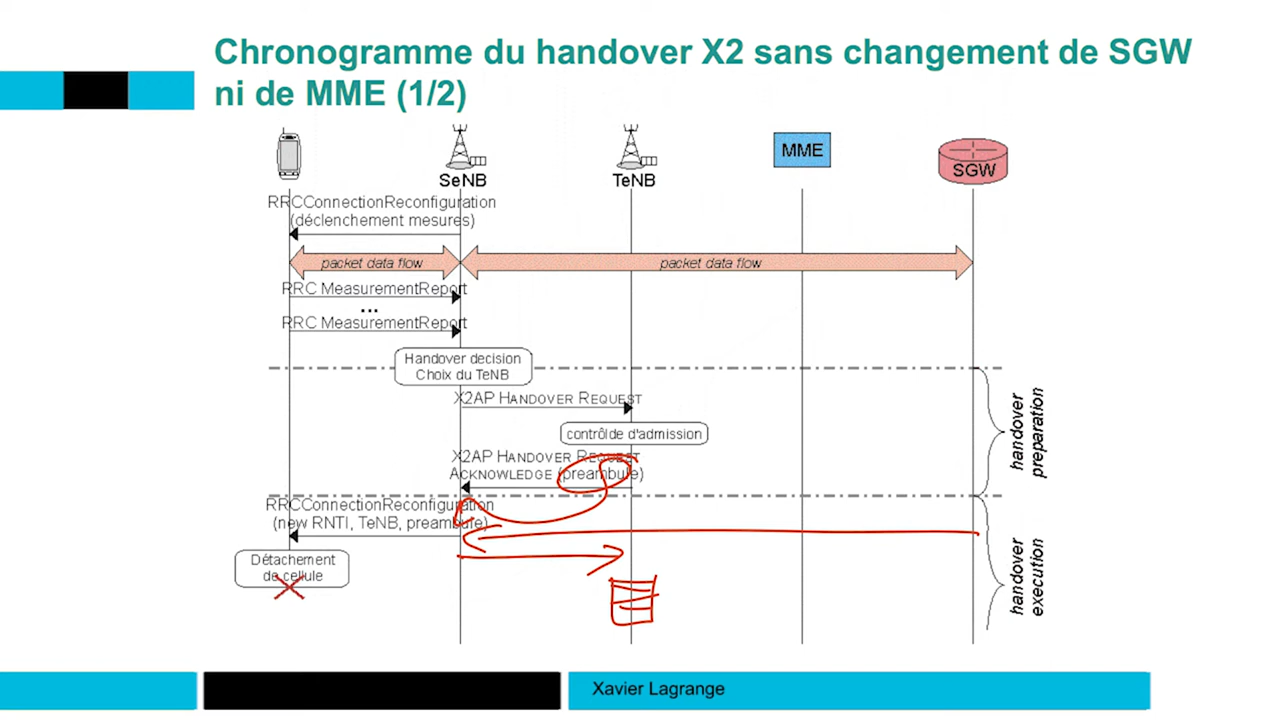 Chronogramme du handover X2 sans changement de SGW
ni de MME (1/2)
SeNB
TeNB
MME
SGW
RRCConnectionReconfiguration
(déclenchement mesures)
packet data flow
packet data flow
RRC MeasurementReport
...
RRC MeasurementReport
Handover decision
Choix du TeNB
X2AP HANDOVER REQUEST
contrôlde d'admission
X2AP HANDOVER REQUEST
ACKNOWLEDGE (preambule)
handover
preparation
RRCConnectionReconfiguration
(new RNTI, TeNB, preambule)
Détachement
de cellule
handover
execution
Xavier Lagrange